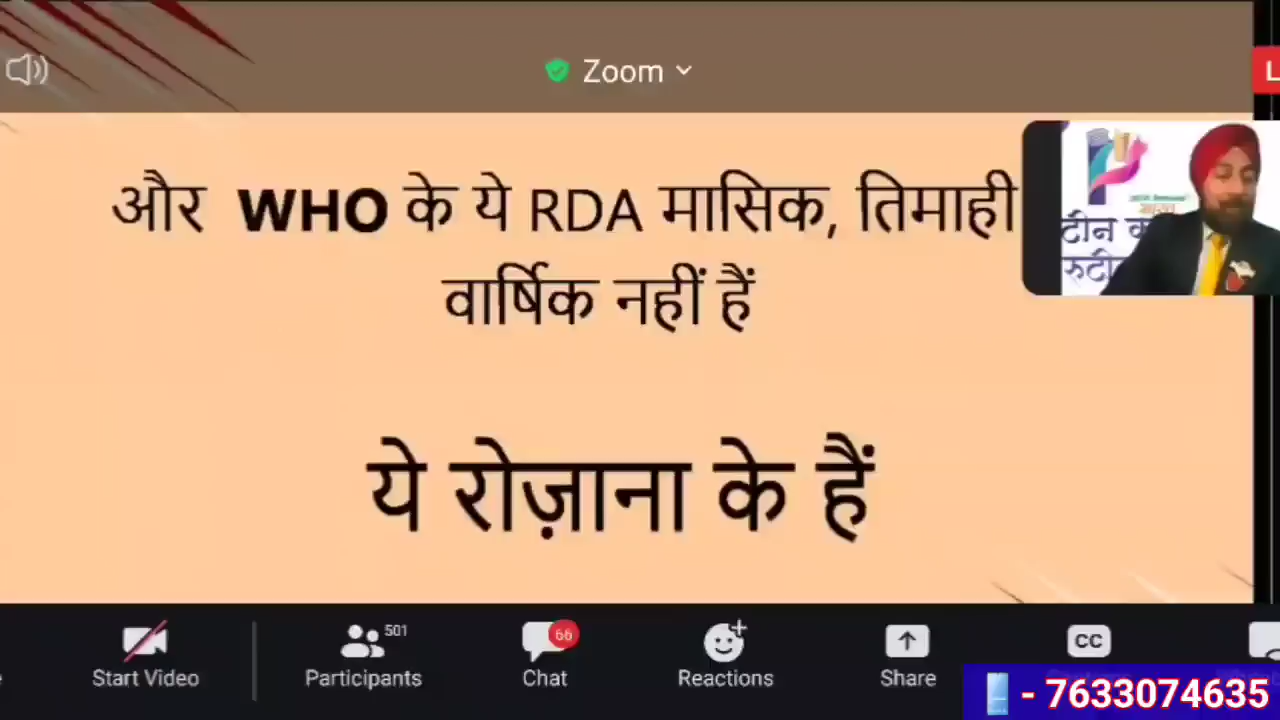 Zoom
L
और WHO के ये RDA मासिक, तिमाही
वार्षिक नहीं हैं
टीन
रुटी
ये रोज़ाना के हैं
501
66
Start Video
Participants
Chat
Reactions
Share
CC
- 7633074635